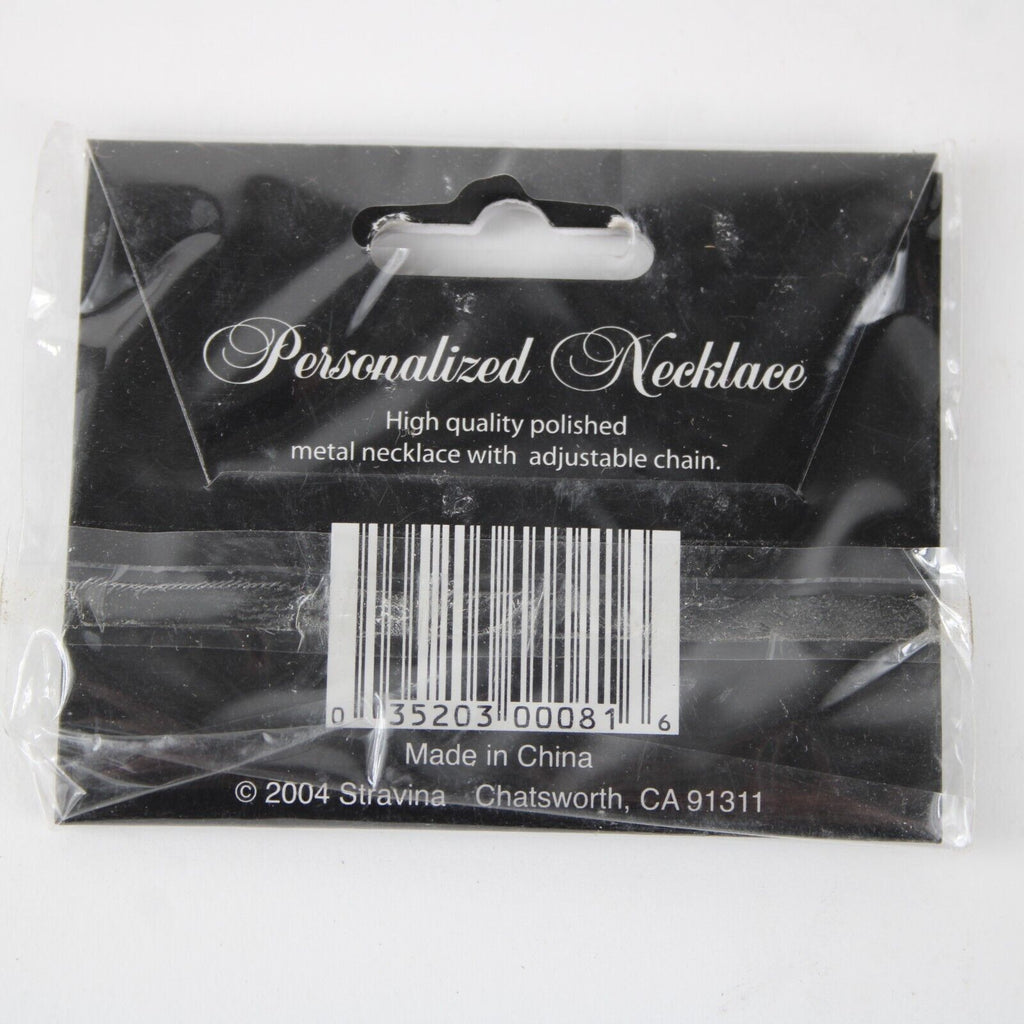 Personalized Necklace
High quality polished
metal necklace with adjustable chain.
0 35203 00081 6
Made in China
© 2004 Stravina Chatsworth, CA 91311